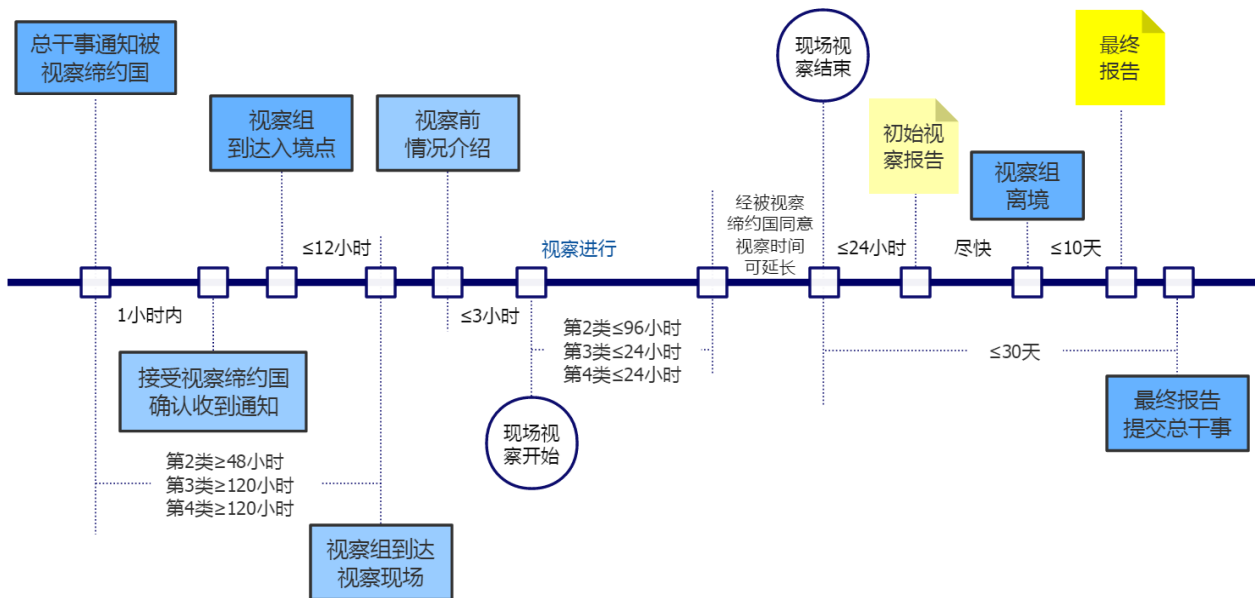 总干事通知被
视察缔约国
视察组
到达入境点
视察前
情况介绍
现场视
察结束
初始视
察报告
视察组
离境
最终
报告
经被视察
缔约国同意
视察时间
可延长
≤12小时
视察进行
≤24小时
尽快
≤10天
1小时内
≤3小时
第2类≤96小时
第3类≤24小时
第4类≤24小时
≤30天
接受视察缔约国
确认收到通知
现场视
察开始
最终报告
提交总干事
第2类≥48小时
第3类≥120小时
第4类≥120小时
视察组到达
视察现场